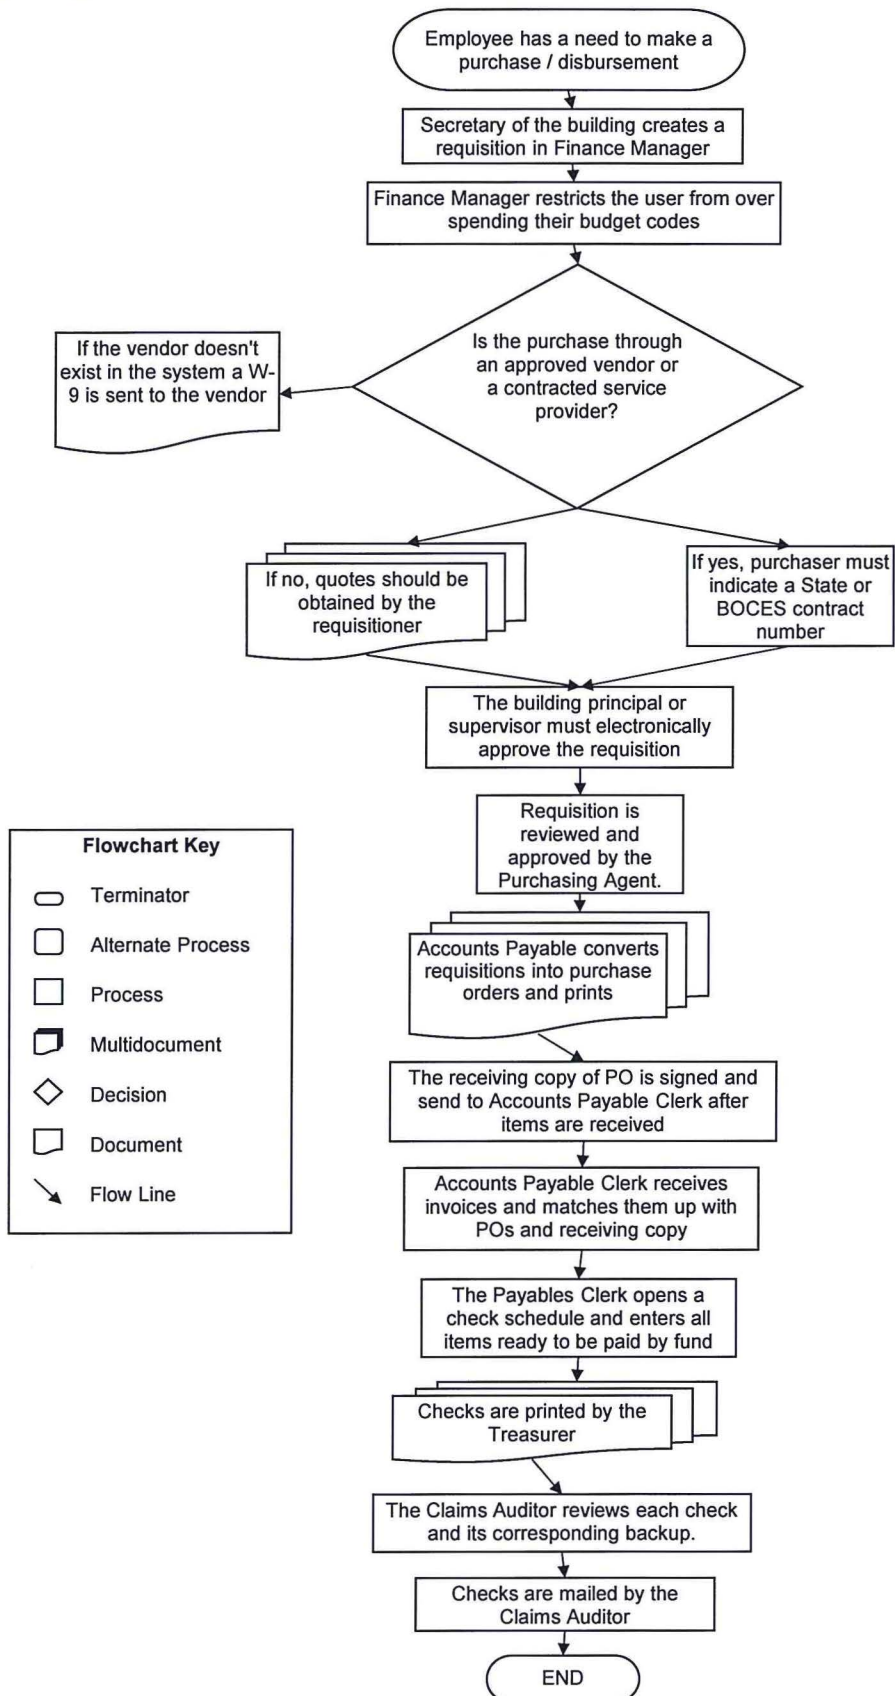 Employee has a need to make a
purchase / disbursement
Secretary of the building creates a
requisition in Finance Manager
Finance Manager restricts the user from over
spending their budget codes
Is the purchase through
an approved vendor or
a contracted service
provider?
If the vendor doesn't
exist in the system a W-
9 is sent to the vendor
If no, quotes should be
obtained by the
requisitioner
If yes, purchaser must
indicate a State or
BOCES contract
number
The building principal or
supervisor must electronically
approve the requisition
Requisition is
reviewed and
approved by the
Purchasing Agent.
Accounts Payable converts
requisitions into purchase
orders and prints
The receiving copy of PO is signed and
send to Accounts Payable Clerk after
items are received
Accounts Payable Clerk receives
invoices and matches them up with
POs and receiving copy
The Payables Clerk opens a
check schedule and enters all
items ready to be paid by fund
Checks are printed by the
Treasurer
The Claims Auditor reviews each check
and its corresponding backup.
Checks are mailed by the
Claims Auditor
END
Flowchart Key
Terminator
Alternate Process
Process
Multidocument
Decision
Document
Flow Line